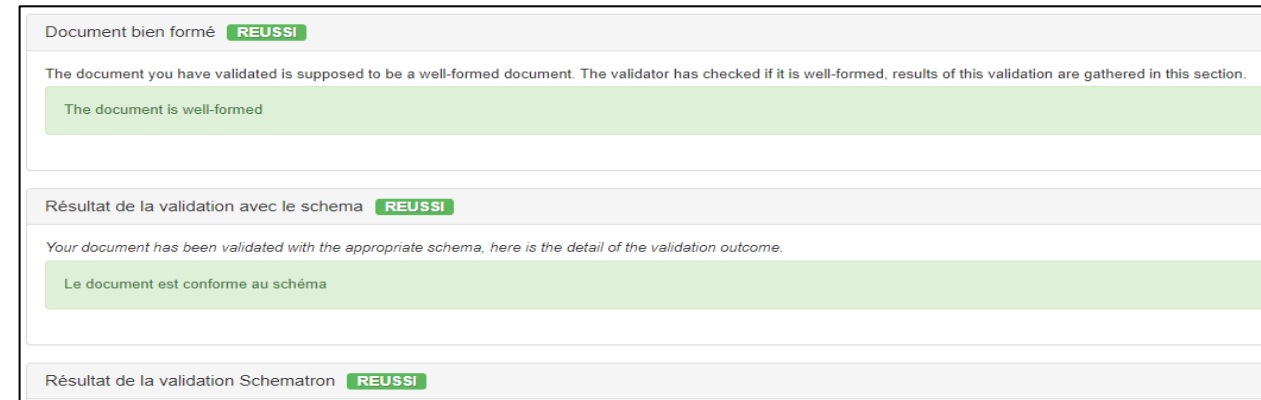 Document bien formé REUSSI
The document you have validated is supposed to be a well-formed document. The validator has checked if it is well-formed, results of this validation are gathered in this section.
The document is well-formed
Résultat de la validation avec le schema REUSSI
Your document has been validated with the appropriate schema, here is the detail of the validation outcome.
Le document est conforme au schéma
Résultat de la validation Schematron REUSSI